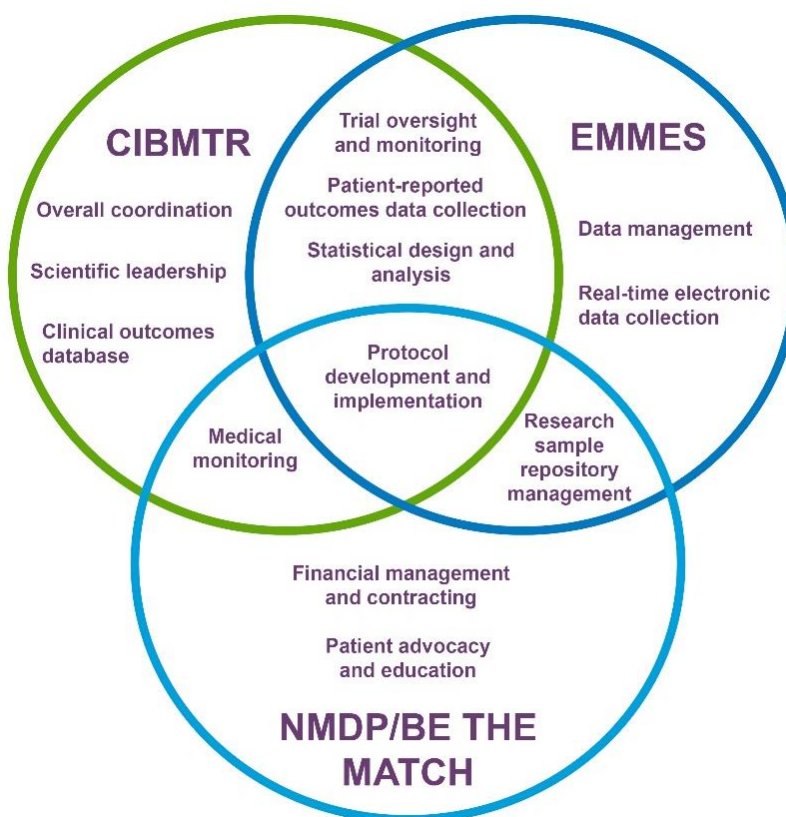 CIBMTR
Overall coordination
Scientific leadership
Clinical outcomes
database
Trial oversight
and monitoring
Patient-reported
outcomes data collection
Statistical design and
analysis
EMMES
Data management
Real-time electronic
data collection
Protocol
development and
implementation
Medical
monitoring
Research
sample
repository
management
Financial management
and contracting
Patient advocacy
and education
NMDP/BE THE
MATCH